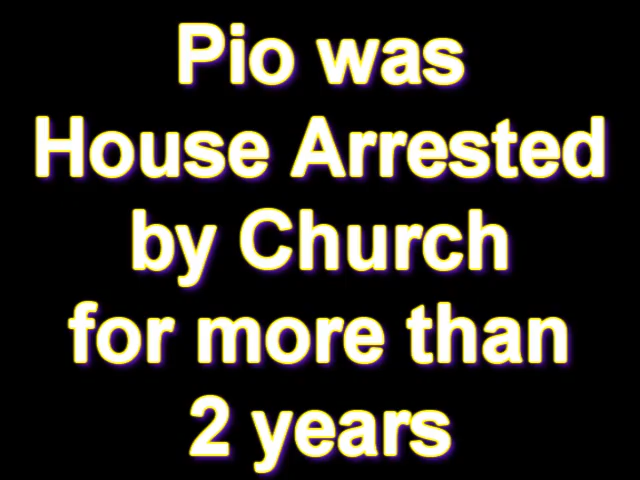 Pio was
House Arrested
by Church
for more than
2 years